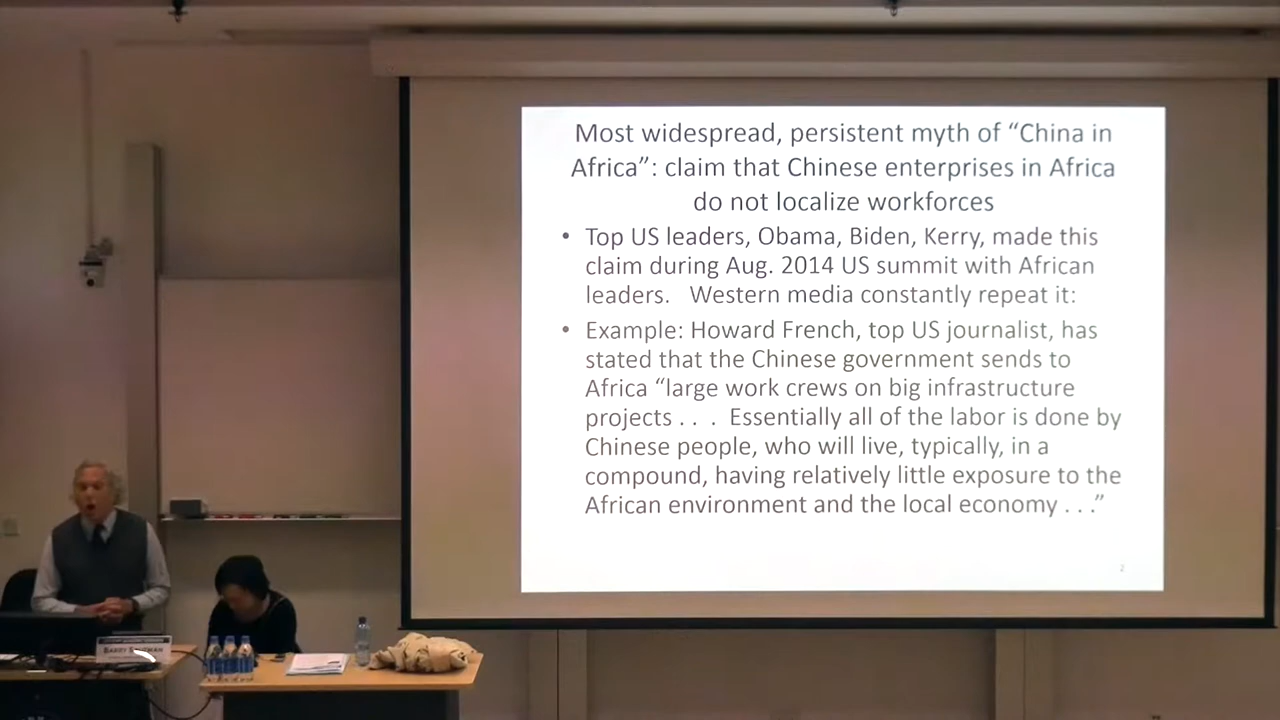 Most widespread, persistent myth of “China in
Africa”: claim that Chinese enterprises in Africa
do not localize workforces
• Top US leaders, Obama, Biden, Kerry, made this
claim during Aug. 2014 US summit with African
leaders.   Western media constantly repeat it:
• Example: Howard French, top US journalist, has
stated that the Chinese government sends to
Africa “large work crews on big infrastructure
projects . . .  Essentially all of the labor is done by
Chinese people, who will live, typically, in a
compound, having relatively little exposure to the
African environment and the local economy . . .”
2
BARRY